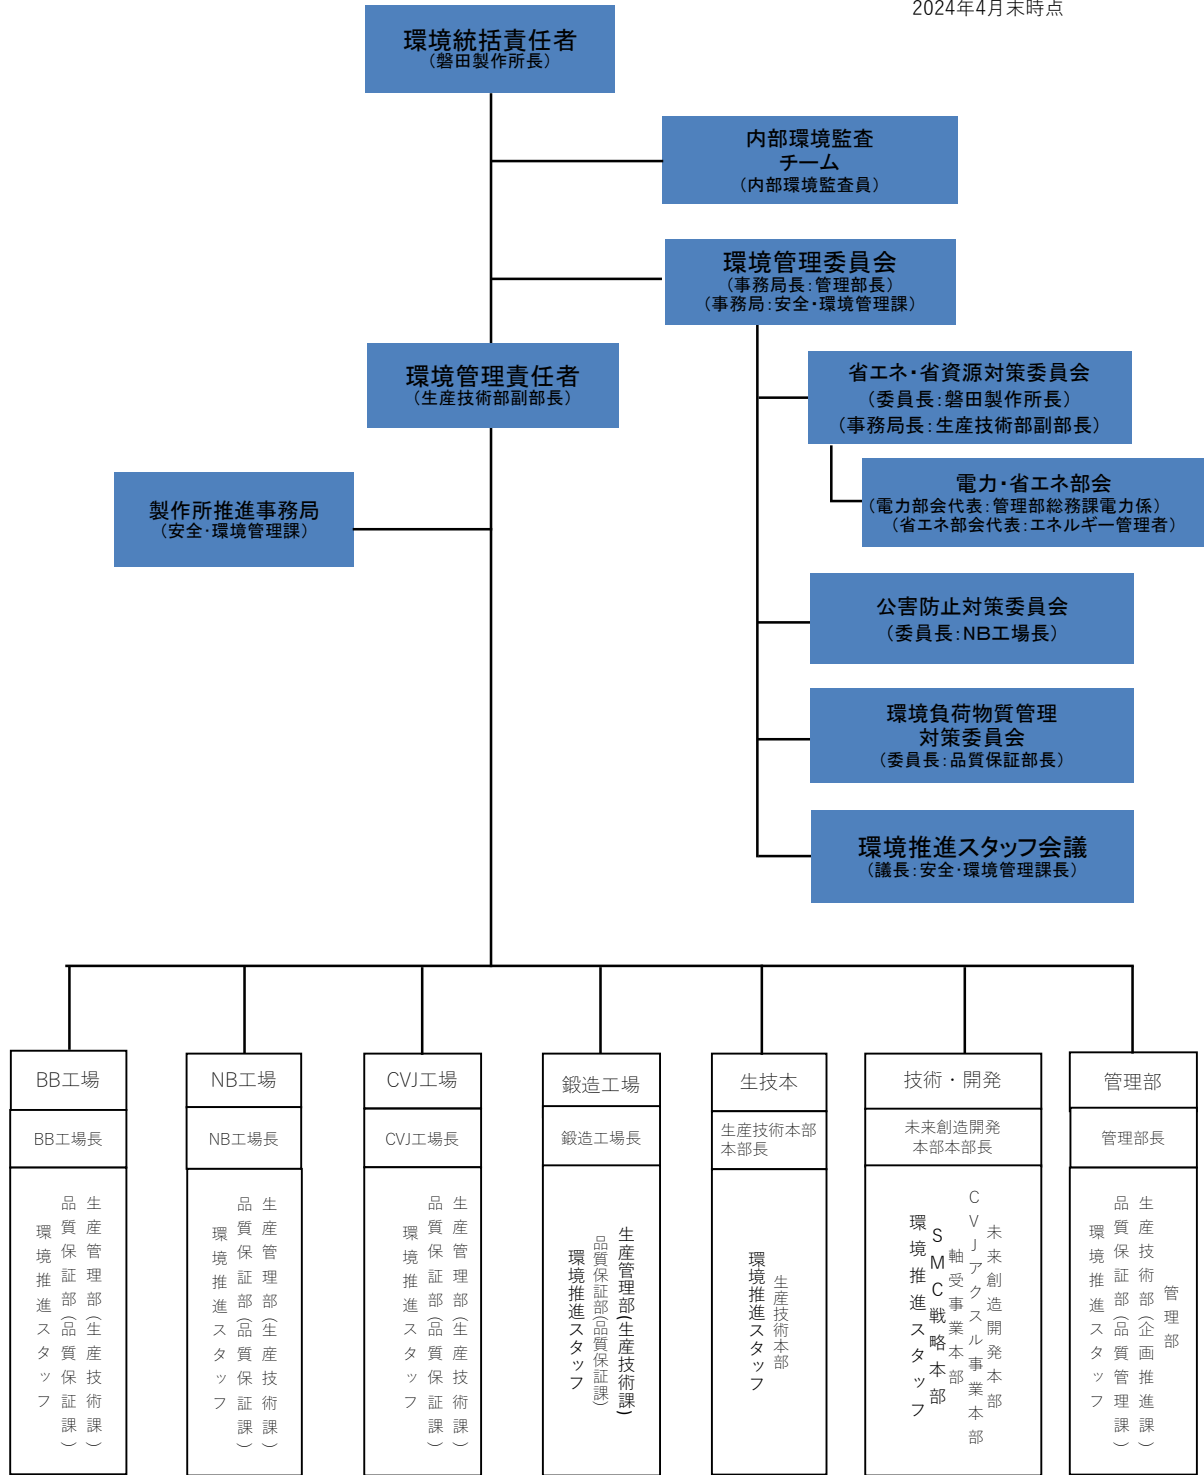 2024年4月末時点
環境統括責任者
（磐田製作所長）
内部環境監査
チーム
（内部環境監査員）
環境管理委員会
（事務局長：管理部長）
（事務局：安全・環境管理課）
環境管理責任者
（生産技術部副部長）
省エネ・省資源対策委員会
（委員長：磐田製作所長）
（事務局長：生産技術部副部長）
電力・省エネ部会
（電力部会代表：管理部総務課電力係）
（省エネ部会代表：エネルギー管理者）
製作所推進事務局
（安全・環境管理課）
公害防止対策委員会
（委員長：NB工場長）
環境負荷物質管理
対策委員会
（委員長：品質保証部長）
環境推進スタッフ会議
（議長：安全・環境管理課長）
BB工場
BB工場長
生産管理部（生産技術課）
品質保証部（品質保証課）
環境推進スタッフ
NB工場
NB工場長
生産管理部（生産技術課）
品質保証部（品質保証課）
環境推進スタッフ
CVJ工場
CVJ工場長
生産管理部（生産技術課）
品質保証部（品質保証課）
環境推進スタッフ
鍛造工場
鍛造工場長
生産管理部（生産技術課）
品質保証部（品質保証課）
環境推進スタッフ
生技本
生産技術本部
本部長
生産技術本部
環境推進スタッフ
技術・開発
未来創造開発
本部本部長
未来創造開発本部
CVJアクスル事業本部
軸受事業本部
SMC戦略本部
環境推進スタッフ
管理部
管理部長
管理部
生産技術部（企画推進課）
品質保証部（品質管理課）
環境推進スタッフ